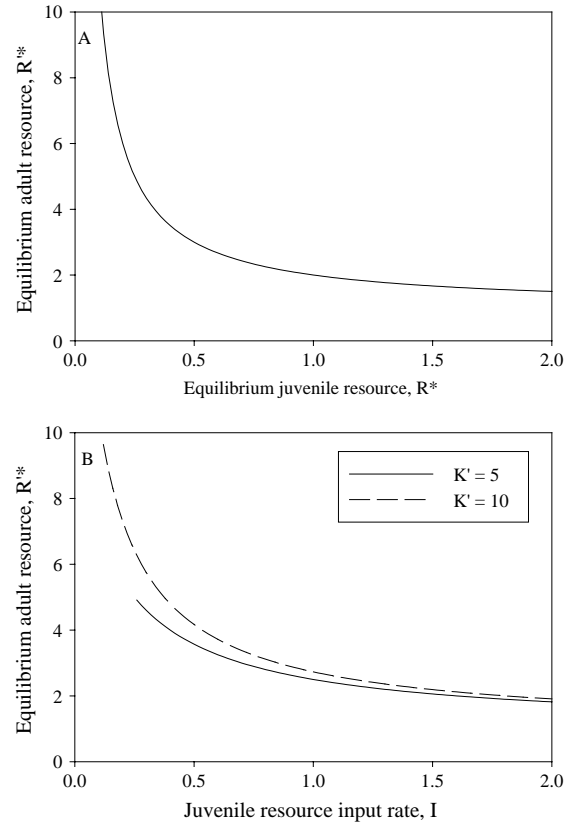 A
10
8
6
4
2
0
Equilibrium adult resource, R'*
0.0 0.5 1.0 1.5 2.0
Equilibrium juvenile resource, R*
B
10
8
6
4
2
0
Equilibrium adult resource, R'*
K' = 5
K' = 10
0.0 0.5 1.0 1.5 2.0
Juvenile resource input rate, I